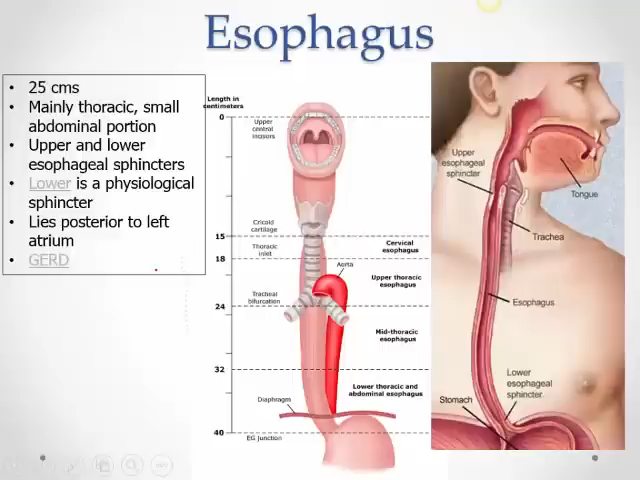 Esophagus
• 25 cms
• Mainly thoracic, small
abdominal portion
• Upper and lower
esophageal sphincters
• Lower is a physiological
sphincter
• Lies posterior to left
atrium
• GERD
Length in
centimeters
0
Upper
central
incisors
Cricoid
cartilage
15
Thoracic
inlet
18
Cervical
esophagus
Aorta
Upper thoracic
esophagus
Tracheal
bifurcation
24
Mid-thoracic
esophagus
32
Lower thoracic and
abdominal esophagus
Diaphragm
40
EG junction
Upper
esophageal
sphincter
Tongue
Trachea
Esophagus
Lower
esophageal
sphincter
Stomach